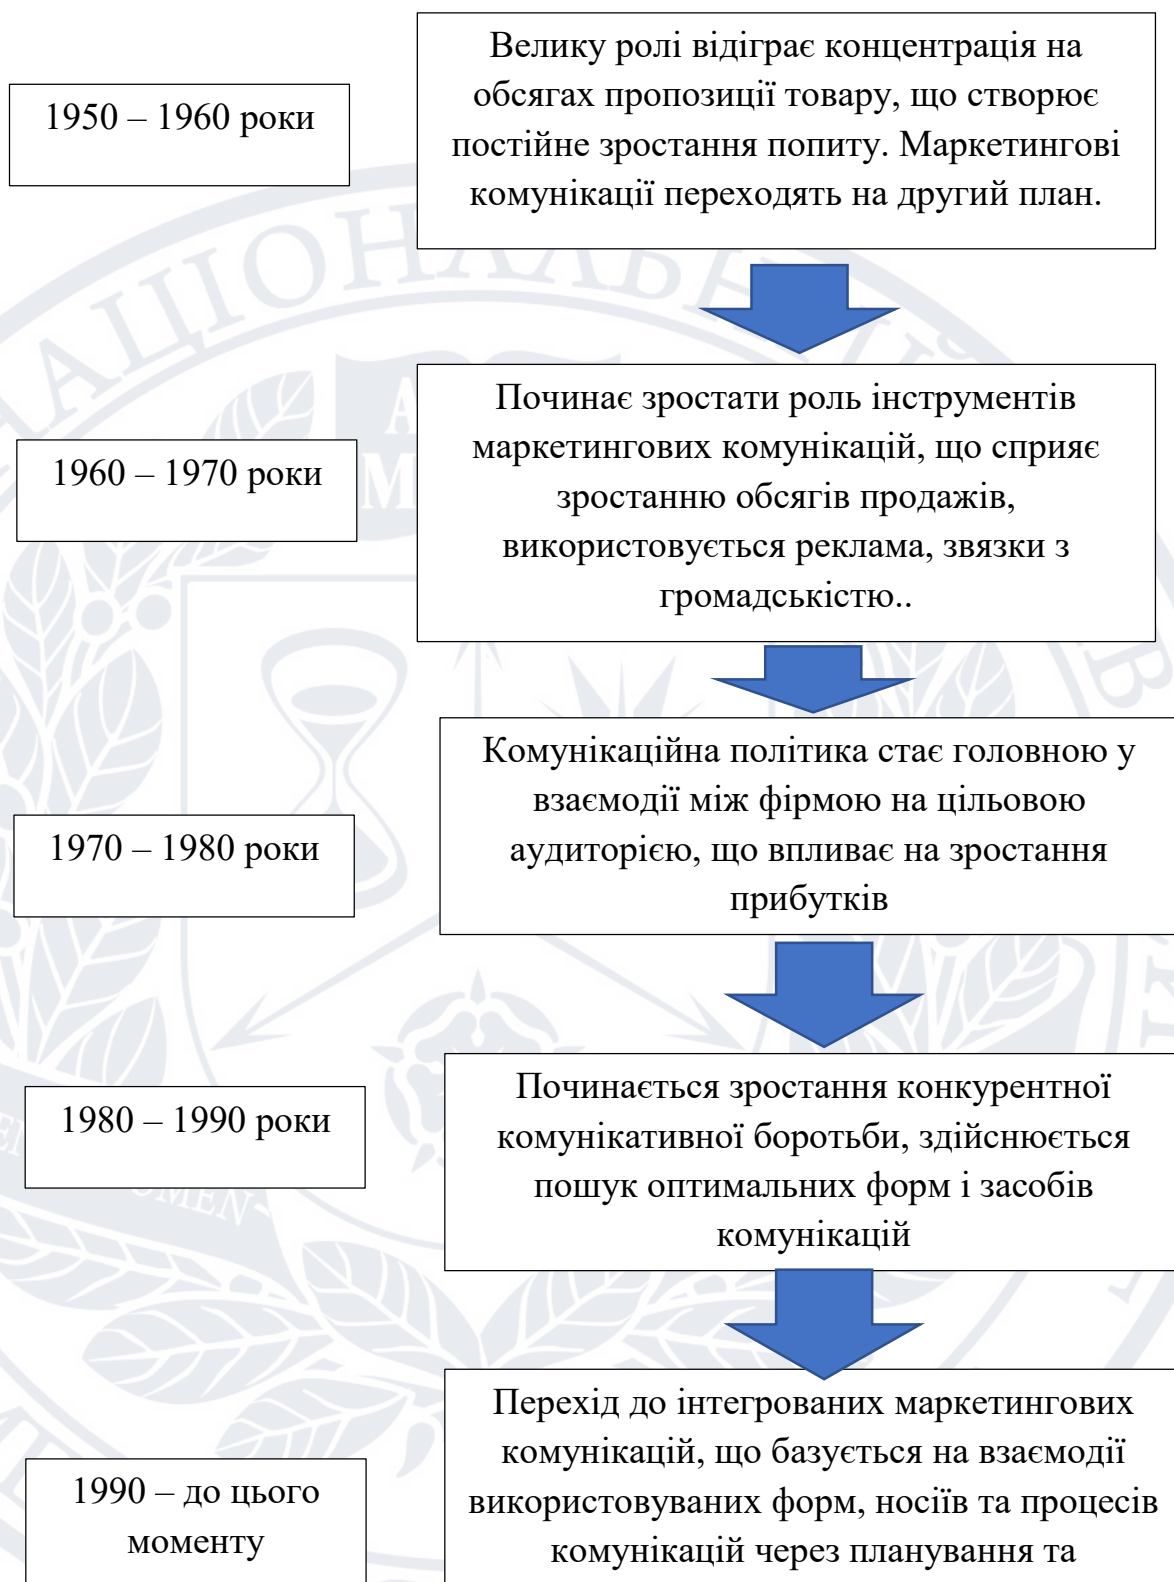 1950 – 1960 роки
Велику ролі відіграє концентрація на
обсягах пропозиції товару, що створює
постійне зростання попиту. Маркетингові
комунікації переходять на другий план.
1960 – 1970 роки
Починає зростати роль інструментів
маркетингових комунікацій, що сприяє
зростанню обсягів продажів,
використовується реклама, звязки з
громадськістю..
1970 – 1980 роки
Комунікаційна політика стає головною у
взаємодії між фірмою на цільовою
аудиторією, що впливає на зростання
прибутків
1980 – 1990 роки
Починається зростання конкурентної
комунікативної боротьби, здійснюється
пошук оптимальних форм і засобів
комунікацій
1990 – до цього
моменту
Перехід до інтегрованих маркетингових
комунікацій, що базується на взаємодії
використовуваних форм, носіїв та процесів
комунікацій через планування та